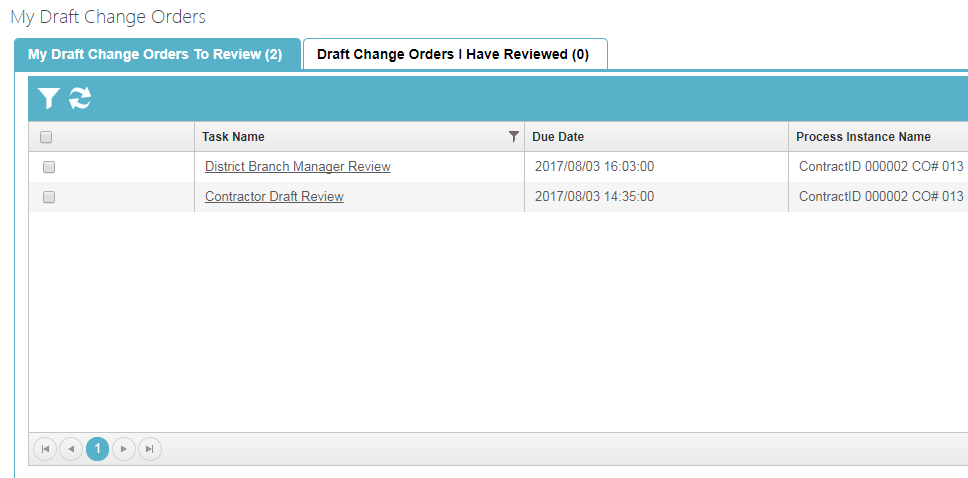 My Draft Change Orders
My Draft Change Orders To Review (2) Draft Change Orders I Have Reviewed (0)
Task Name Due Date Process Instance Name
District Branch Manager Review 2017/08/03 16:03:00 ContractID 000002 CO# 013
Contractor Draft Review 2017/08/03 14:35:00 ContractID 000002 CO# 013
1